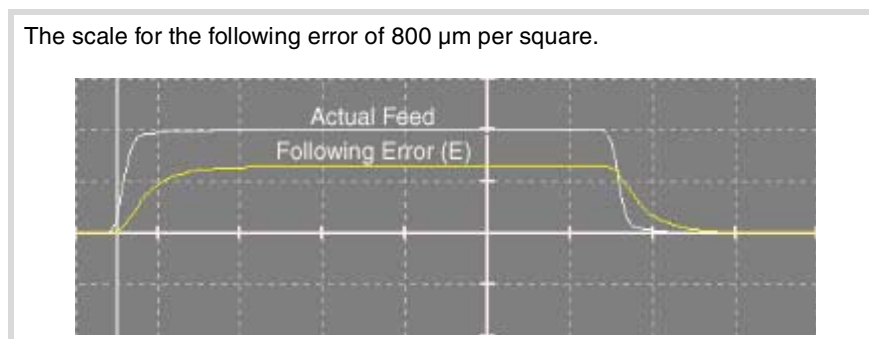 The scale for the following error of 800 µm per square.
Actual Feed
Following Error (E)